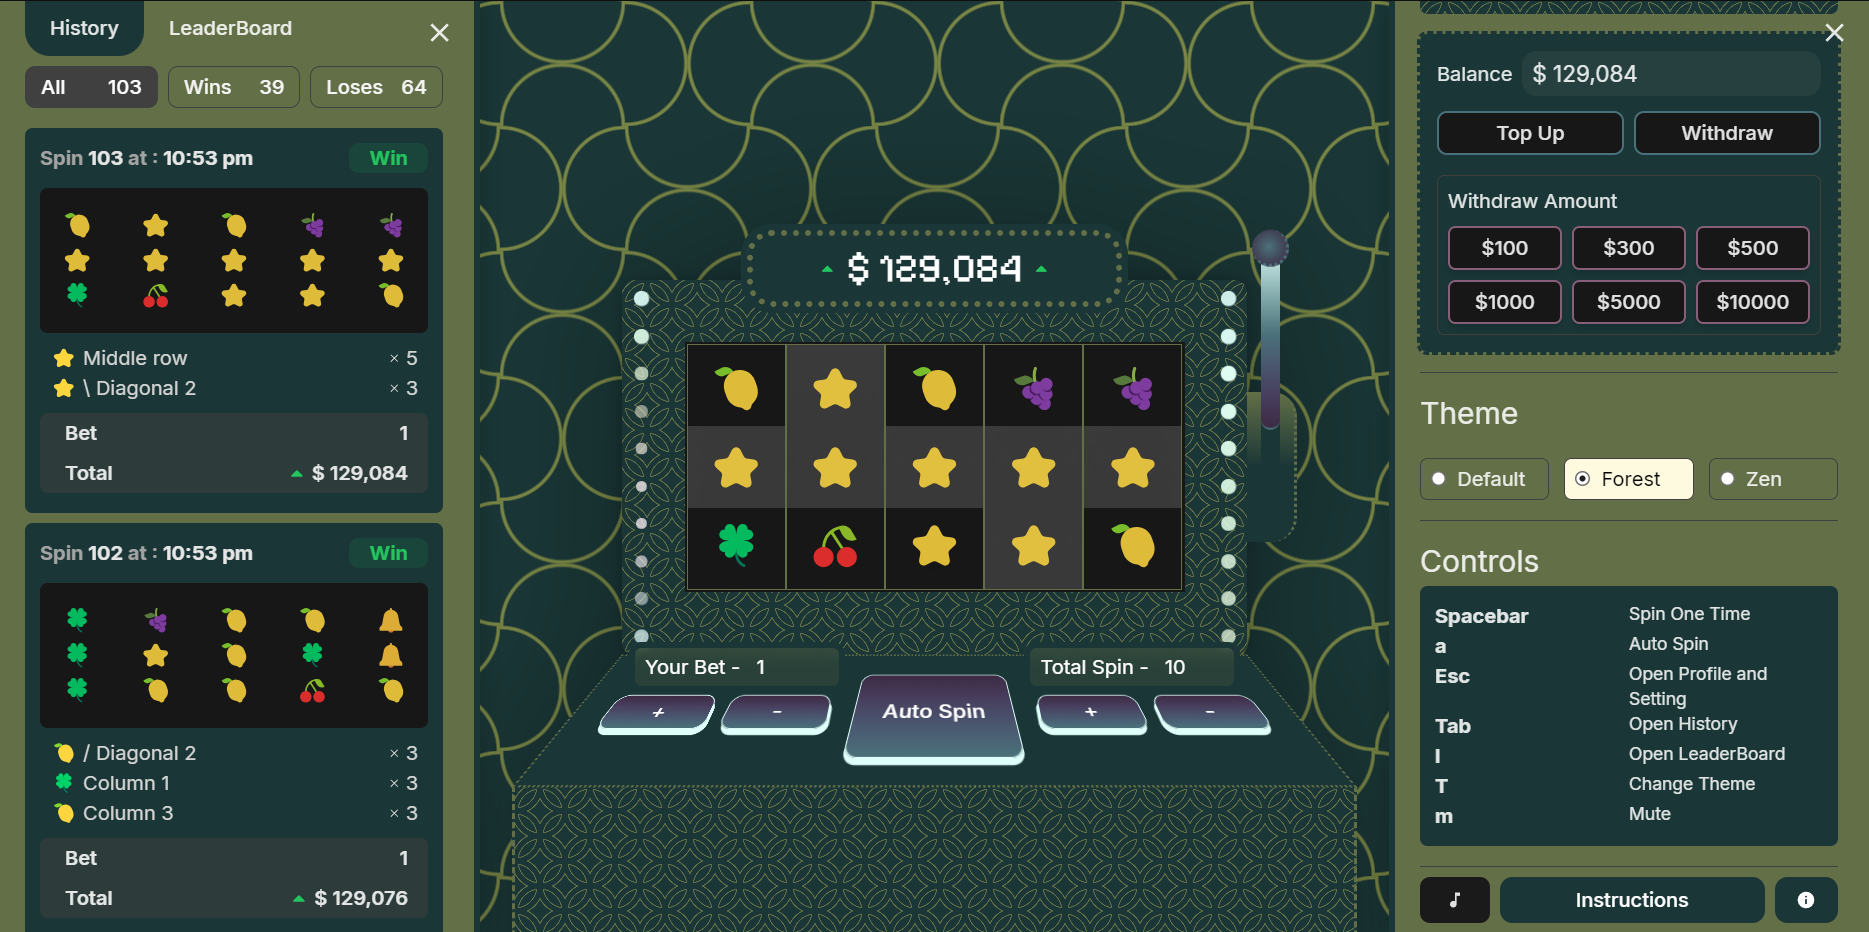 History LeaderBoard
All 103 Wins 39 Loses 64
Spin 103 at : 10:53 pm Win
Middle row × 5
\ Diagonal 2 × 3
Bet 1
Total $ 129,084
Spin 102 at : 10:53 pm Win
/ Diagonal 2 × 3
Column 1 × 3
Column 3 × 3
Bet 1
Total $ 129,076
$ 129,084
Your Bet - 1
Total Spin - 10
+ - Auto Spin + -
Balance $ 129,084
Top Up Withdraw
Withdraw Amount
$100 $300 $500
$1000 $5000 $10000
Theme
Default Forest Zen
Controls
Spacebar Spin One Time
a Auto Spin
Esc Open Profile and
Setting
Tab Open History
l Open LeaderBoard
T Change Theme
m Mute
Instructions